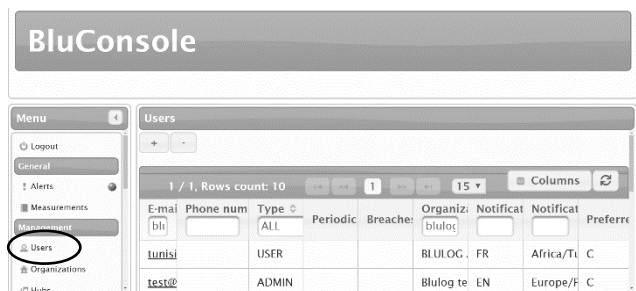 BluConsole
Menu
Logout
General
! Alerts
Measurements
Management
Users
Organizations
Hubs
Users
+ -
1 / 1, Rows count: 10 1 15 Columns
E-mai Phone num Type Periodic Breaches Organiza Notificat Notificat Preferre
blu ALL blulog
tunisi USER BLULOG FR Africa/Tu C
test@ ADMIN Blulog te EN Europe/F C